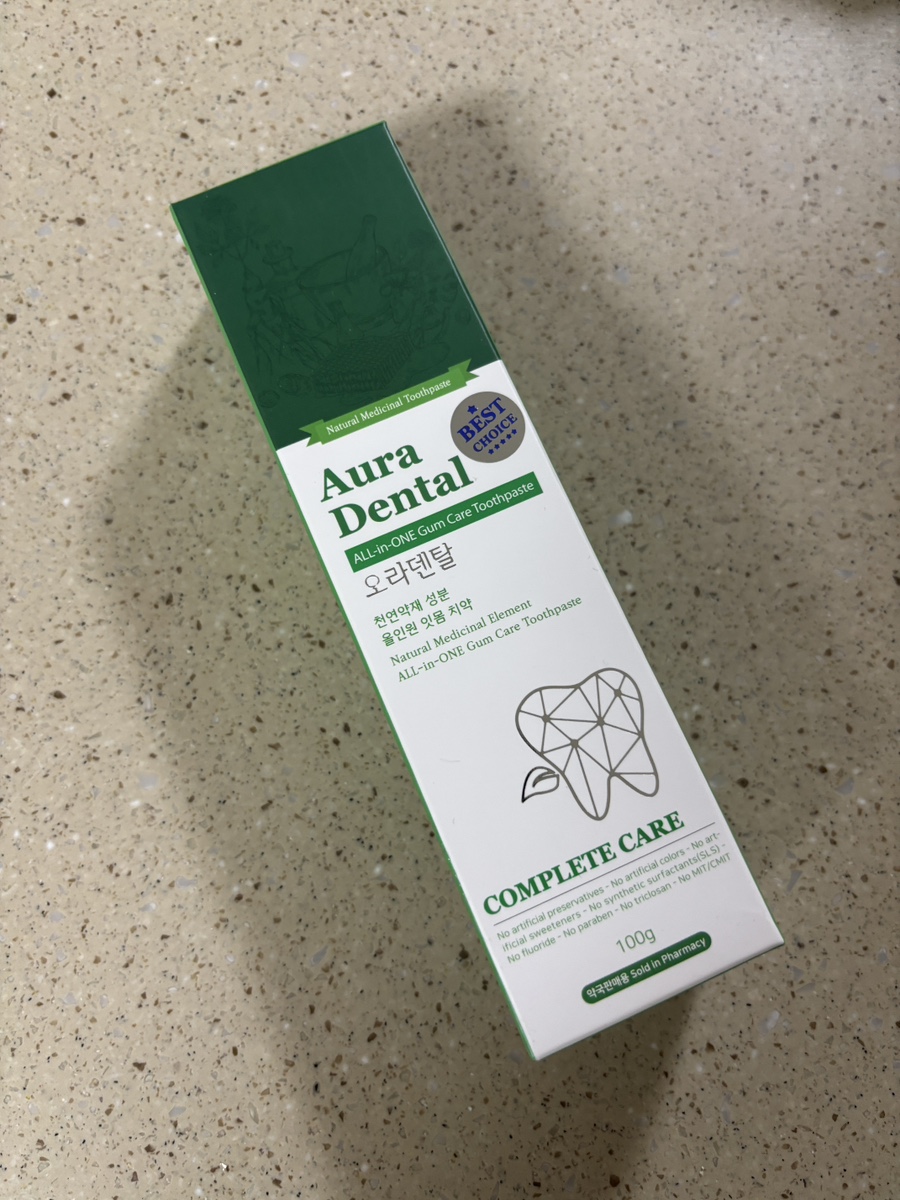 Natural Medicinal Toothpaste
BEST
CHOICE
Aura
Dental
ALL-in-ONE Gum Care Toothpaste
오라덴탈
천연약재 성분
올인원 잇몸 치약
Natural Medicinal Element
ALL-in-ONE Gum Care Toothpaste
COMPLETE CARE
No artificial preservatives - No artificial colors - No art-
ificial sweeteners - No synthetic surfactants(SLS) -
No fluoride - No paraben - No triclosan - No MIT/CMIT
100g
약국판매용 Sold in Pharmacy